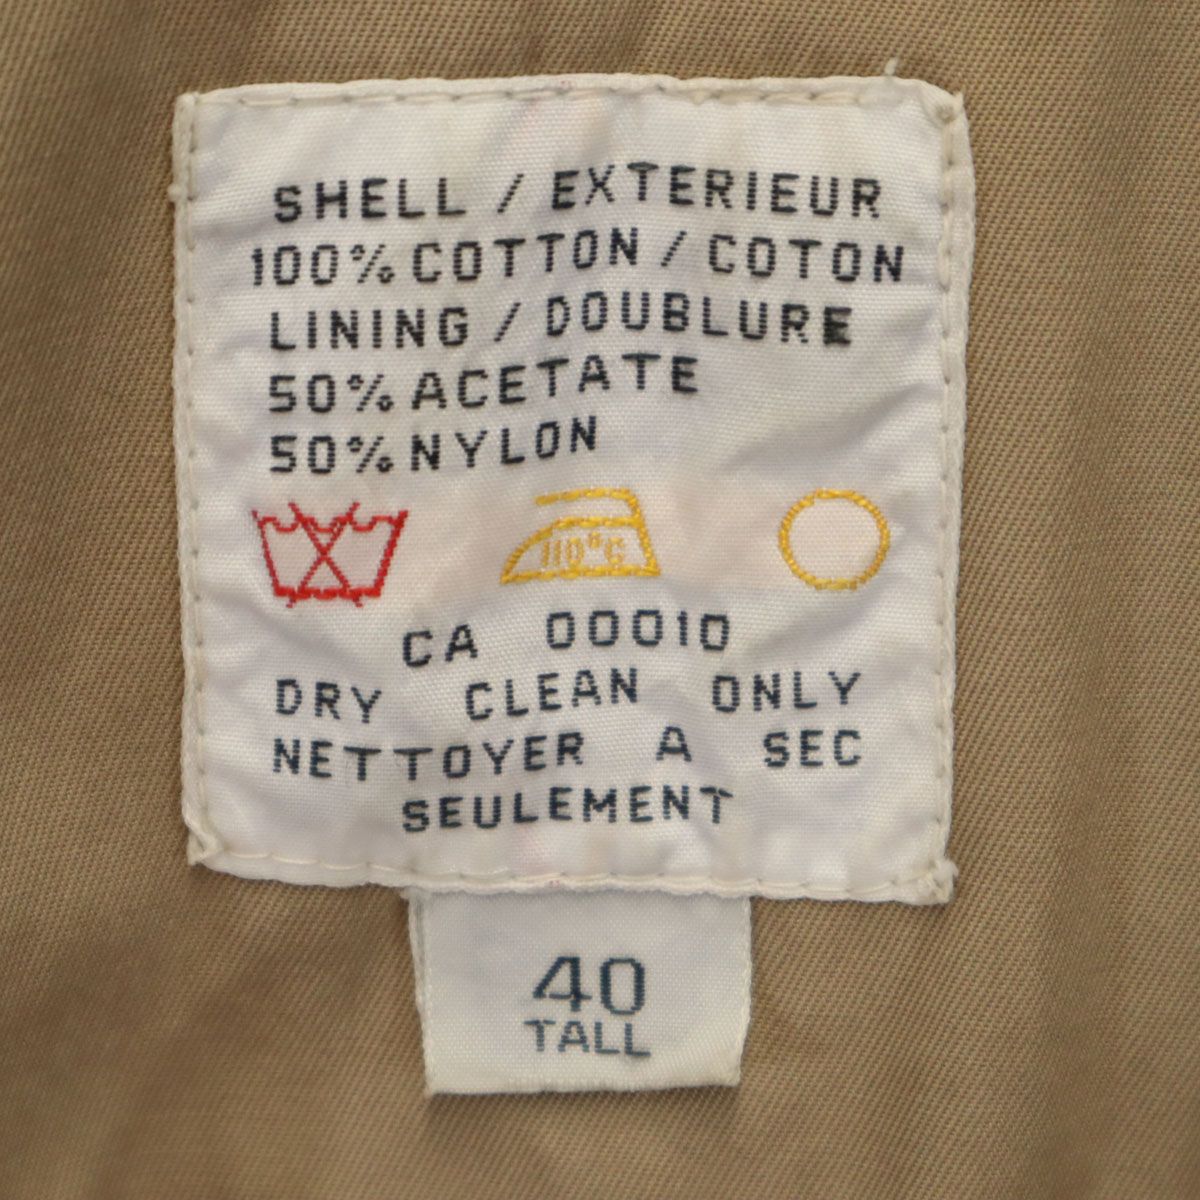 SHELL / EXTERIEUR
100% COTTON / COTON
LINING / DOUBLURE
50% ACETATE
50% NYLON
110°C
CA 00010
DRY CLEAN ONLY
NETTOYER A SEC
SEULEMENT
40
TALL